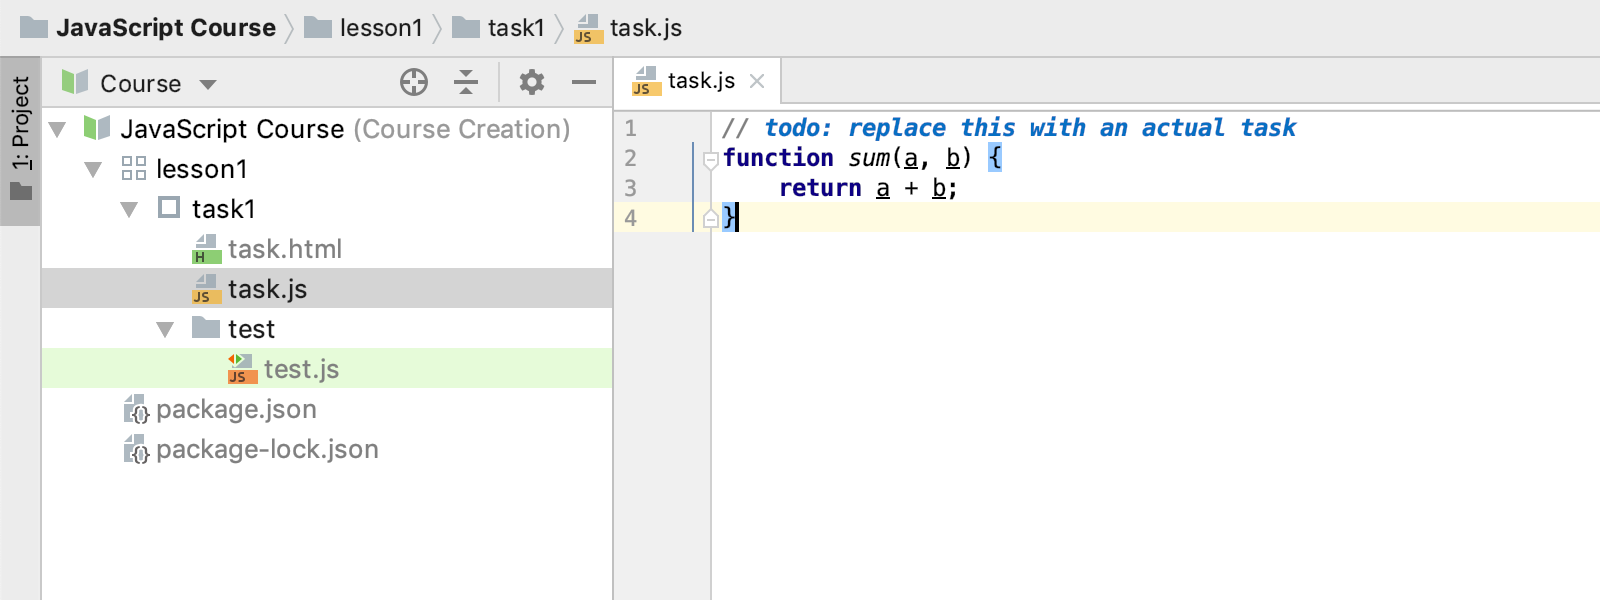 JavaScript Course lesson1 task1 JS task.js
1: Project
Course
JS task.js
JavaScript Course (Course Creation)
lesson1
task1
H task.html
JS task.js
test
JS test.js
{} package.json
{} package-lock.json
1 // todo: replace this with an actual task
2 function sum(a, b) {
3 return a + b;
4 }